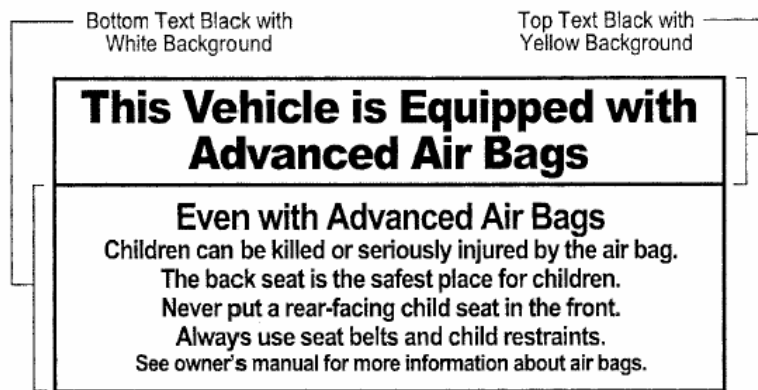 Bottom Text Black with
White Background
Top Text Black with
Yellow Background
This Vehicle is Equipped with
Advanced Air Bags
Even with Advanced Air Bags
Children can be killed or seriously injured by the air bag.
The back seat is the safest place for children.
Never put a rear-facing child seat in the front.
Always use seat belts and child restraints.
See owner's manual for more information about air bags.